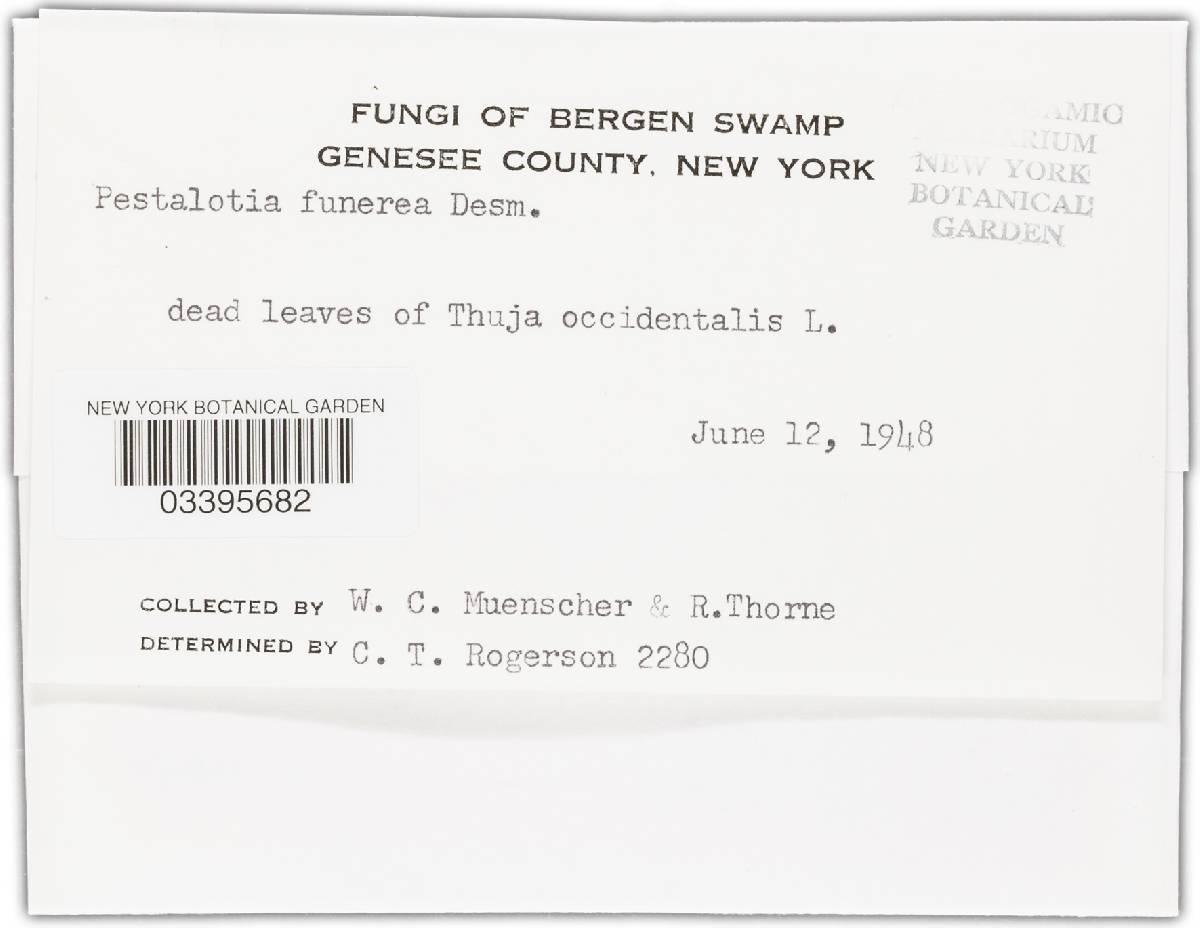 FUNGI OF BERGEN SWAMP
GENESEE COUNTY, NEW YORK
NEW YORK
BOTANICAL
GARDEN
Pestalotia funerea Desm.
dead leaves of Thuja occidentalis L.
June 12, 1948
NEW YORK BOTANICAL GARDEN
03395682
COLLECTED BY W. C. Muenscher & R.Thorne
DETERMINED BY C. T. Rogerson 2280